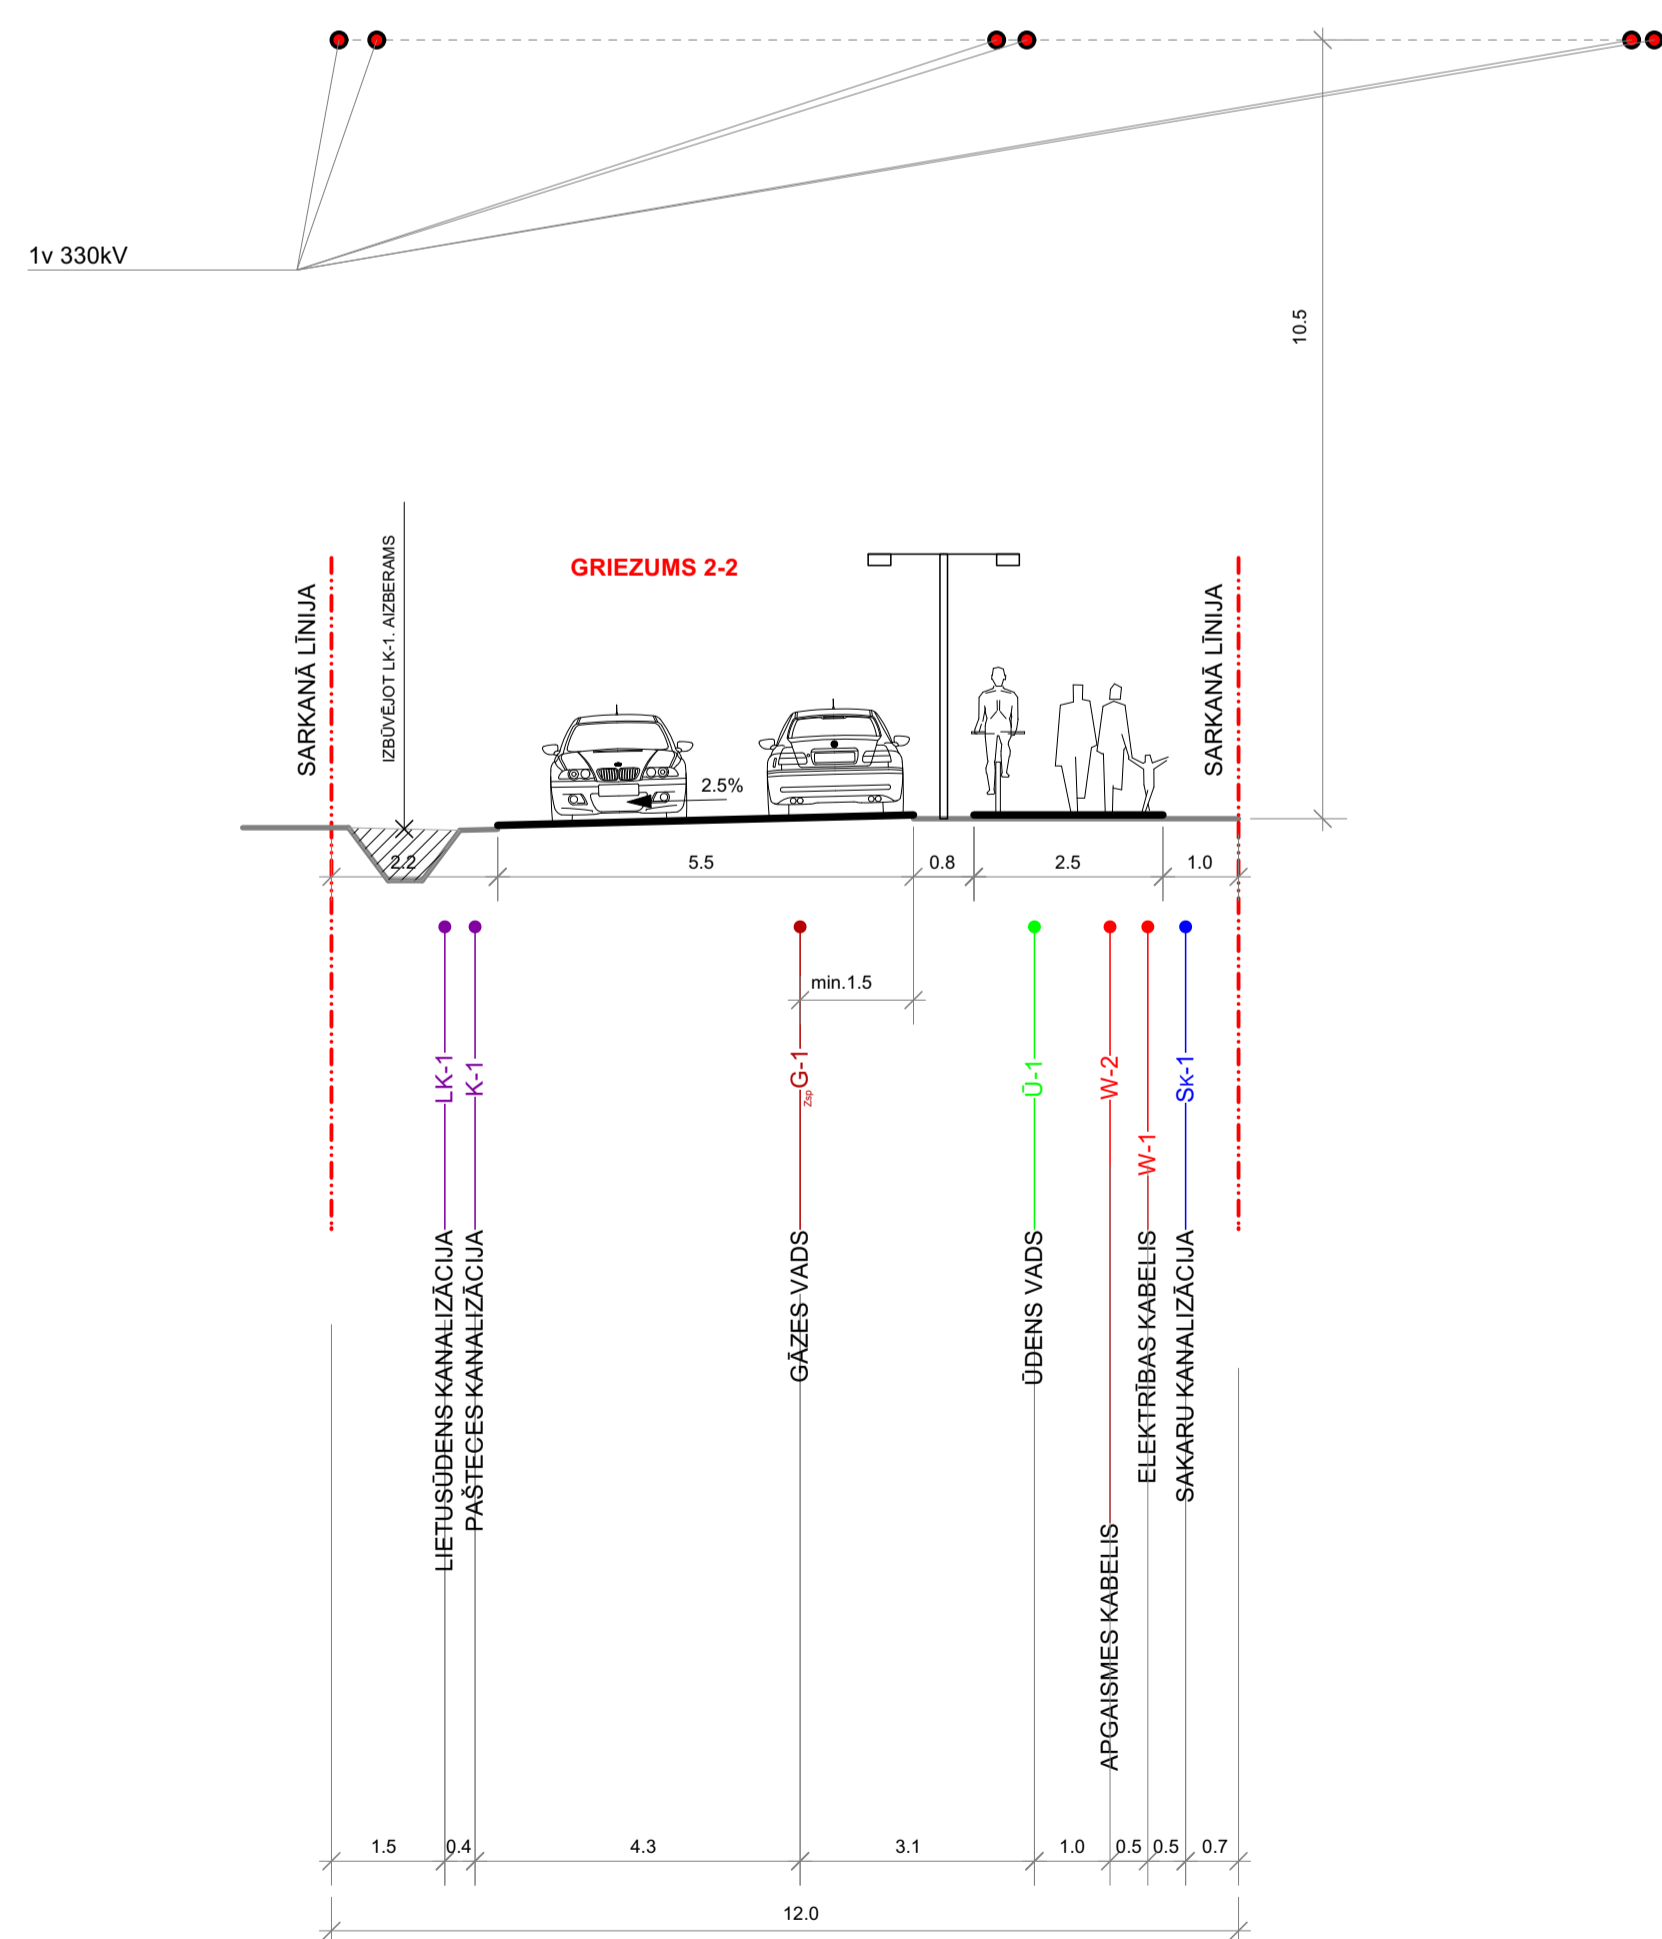 1v 330kV
10.5
GRIEZUMS 2-2
SARKANĀ LĪNIJA
IZBŪVĒJOT LK-1. AIZBERAMS
SARKANĀ LĪNIJA
2.5%
2.2
5.5
0.8
2.5
1.0
min.1.5
LK-1
K-1
Zsp G-1
Ū-1
W-2
W-1
SK-1
LIETUSŪDENS KANALIZĀCIJA
PAŠTECES KANALIZĀCIJA
GĀZES VADS
ŪDENS VADS
APGAISMES KABELIS
ELEKTRĪBAS KABELIS
SAKARU KANALIZĀCIJA
1.5
0.4
4.3
3.1
1.0
0.5
0.5
0.7
12.0